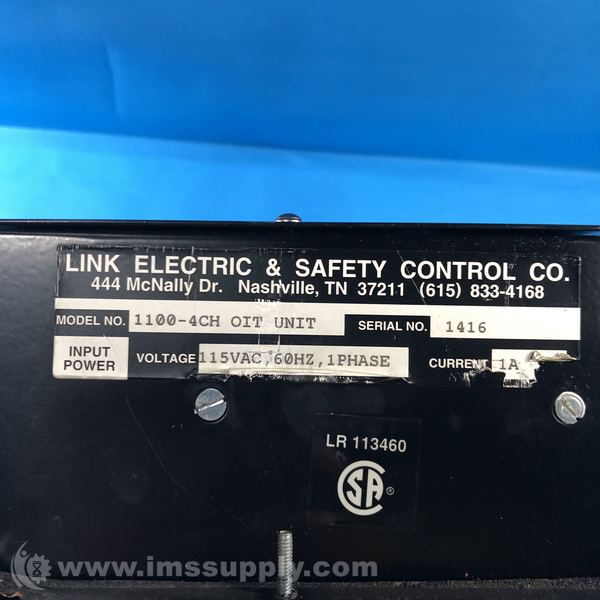 LINK ELECTRIC & SAFETY CONTROL CO.
444 McNally Dr. Nashville, TN 37211 (615) 833-4168
MODEL NO. 1100-4CH OIT UNIT SERIAL NO. 1416
INPUT POWER VOLTAGE 115VAC, 60HZ, 1PHASE CURRENT 1A
LR 113460
CSA ®
www.imssupply.com